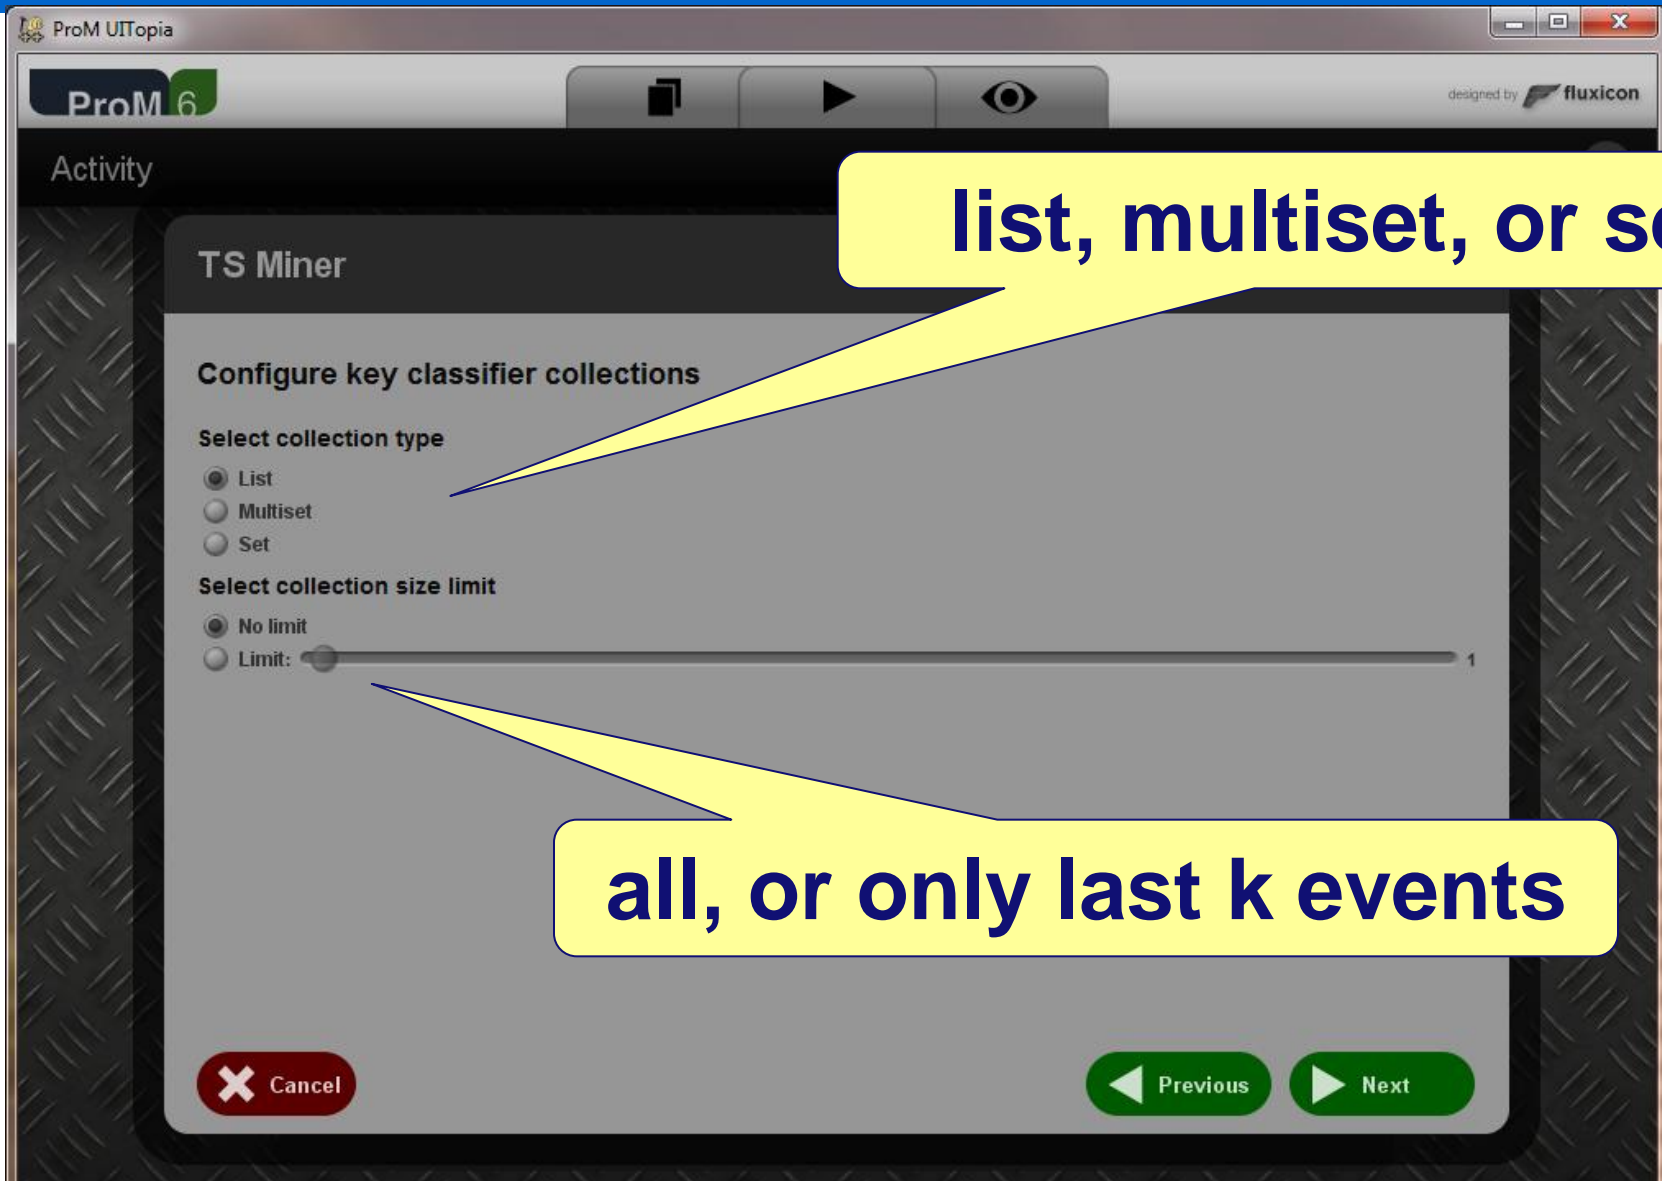 ProM UITopia
ProM 6
designed by fluxicon
Activity
list, multiset, or
TS Miner
Configure key classifier collections
Select collection type
List
Multiset
Set
Select collection size limit
No limit
Limit: 1
all, or only last k events
Cancel
Previous
Next